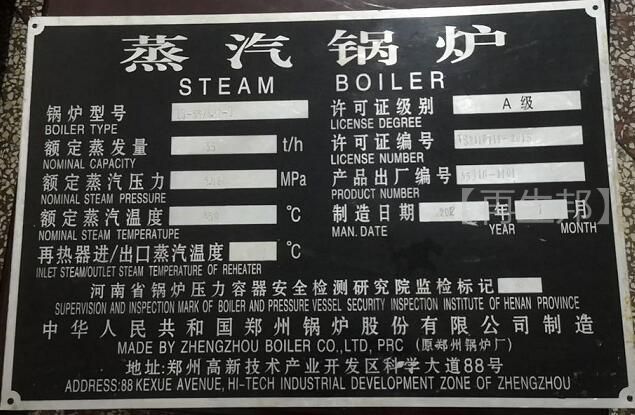 蒸汽锅炉
STEAM BOILER
锅炉型号
BOILER TYPE
许可证级别 A 级
LICENSE DEGREE
额定蒸发量 35 t/h
NOMINAL CAPACITY
许可证编号
LICENSE NUMBER
额定蒸汽压力 MPa
NOMINAL STEAM PRESSURE
产品出厂编号
PRODUCT NUMBER
额定蒸汽温度 ℃
NOMINAL STEAM TEMPERATUPE
制造日期 年 月
MAN. DATE YEAR MONTH
【再生邦】
再热器进/出口蒸汽温度 ℃
INLET STEAM/OUTLET STEAM TEMPERATURE OF REHEATER
河南省锅炉压力容器安全检测研究院监检标记
SUPERVISION AND INSPECTION MARK OF BOILER AND PRESSURE VESSEL SECURITY INSPECTION INSTITUTE OF HENAN PROVINCE
中华人民共和国郑州锅炉股份有限公司制造
MADE BY ZHENGZHOU BOILER CO.,LTD, PRC (原郑州锅炉厂)
地址:郑州高新技术产业开发区科学大道88号
ADDRESS:88 KEXUE AVENUE, HI-TECH INDUSTRIAL DEVELOPMENT ZONE OF ZHENGZHOU